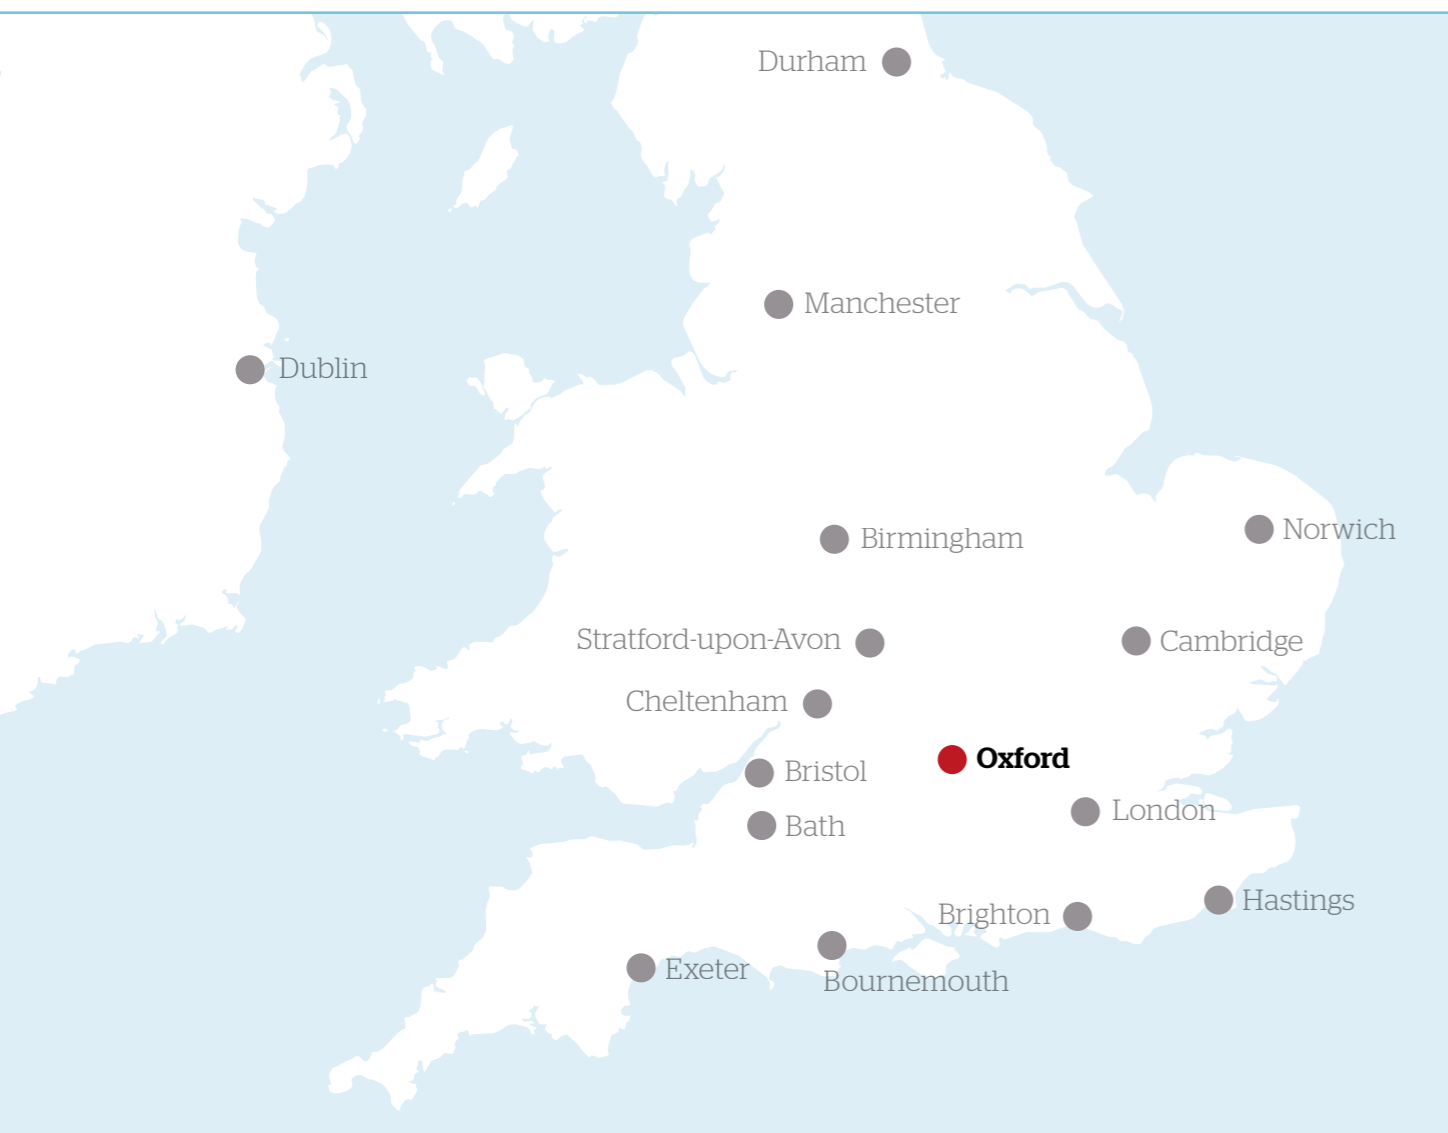 Durham
Manchester
Dublin
Norwich
Birmingham
Stratford-upon-Avon
Cambridge
Cheltenham
Oxford
Bristol
London
Bath
Hastings
Brighton
Exeter
Bournemouth